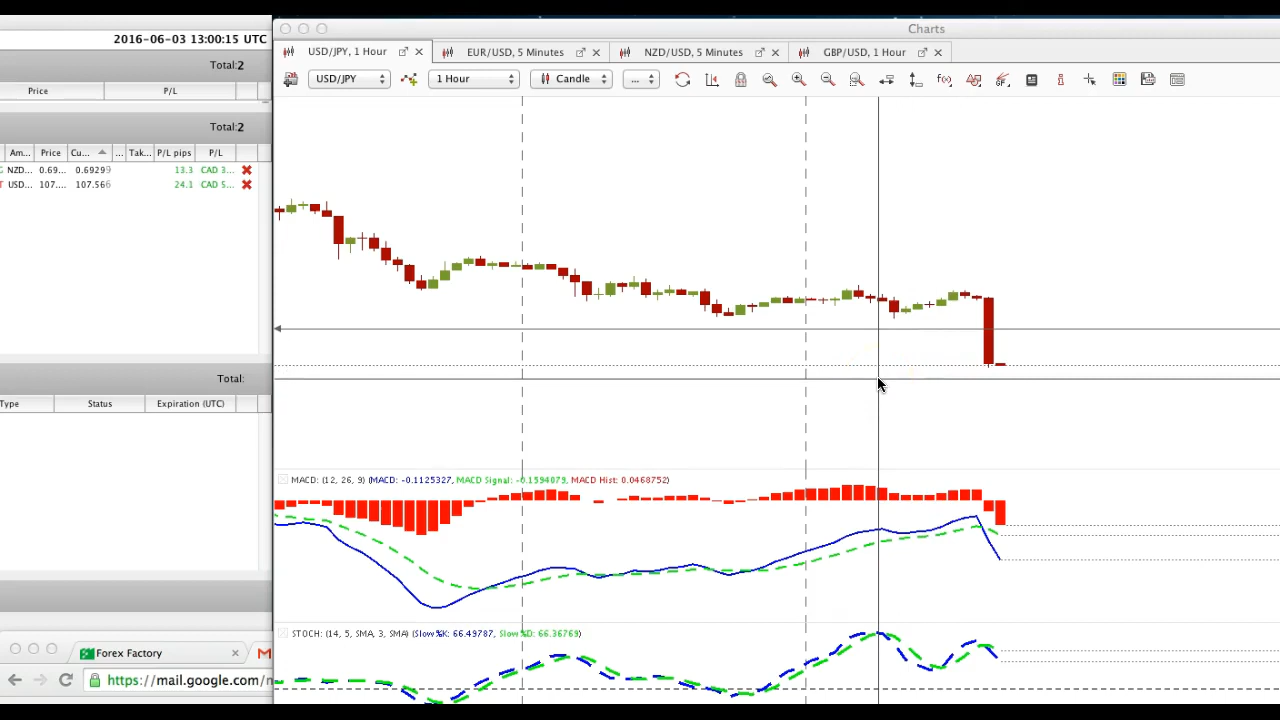 2016-06-03 13:00:15 UTC
Total:2
Price P/L
Total:2
Am... Price Cu... ... Tak... P/L pips P/L
NZD... 0.69... 0.69299 13.3 CAD 3...
T USD... 107.... 107.566 24.1 CAD 5...
Total:
Type Status Expiration (UTC)
Forex Factory
https://mail.google.com/
Charts
USD/JPY, 1 Hour EUR/USD, 5 Minutes NZD/USD, 5 Minutes GBP/USD, 1 Hour
USD/JPY 1 Hour Candle ...
MACD: (12, 26, 9) (MACD: -0.1125327, MACD Signal: -0.1594079, MACD Hist: 0.0468752)
STOCH: (14, 5, SMA, 3, SMA) (Slow%K: 66.49787, Slow%D: 66.36769)